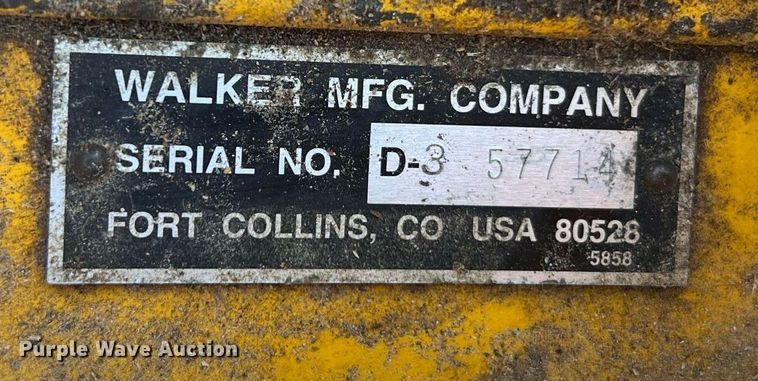 WALKER MFG. COMPANY
SERIAL NO. D-3 57714
FORT COLLINS, CO USA 80528
5858
Purple Wave Auction